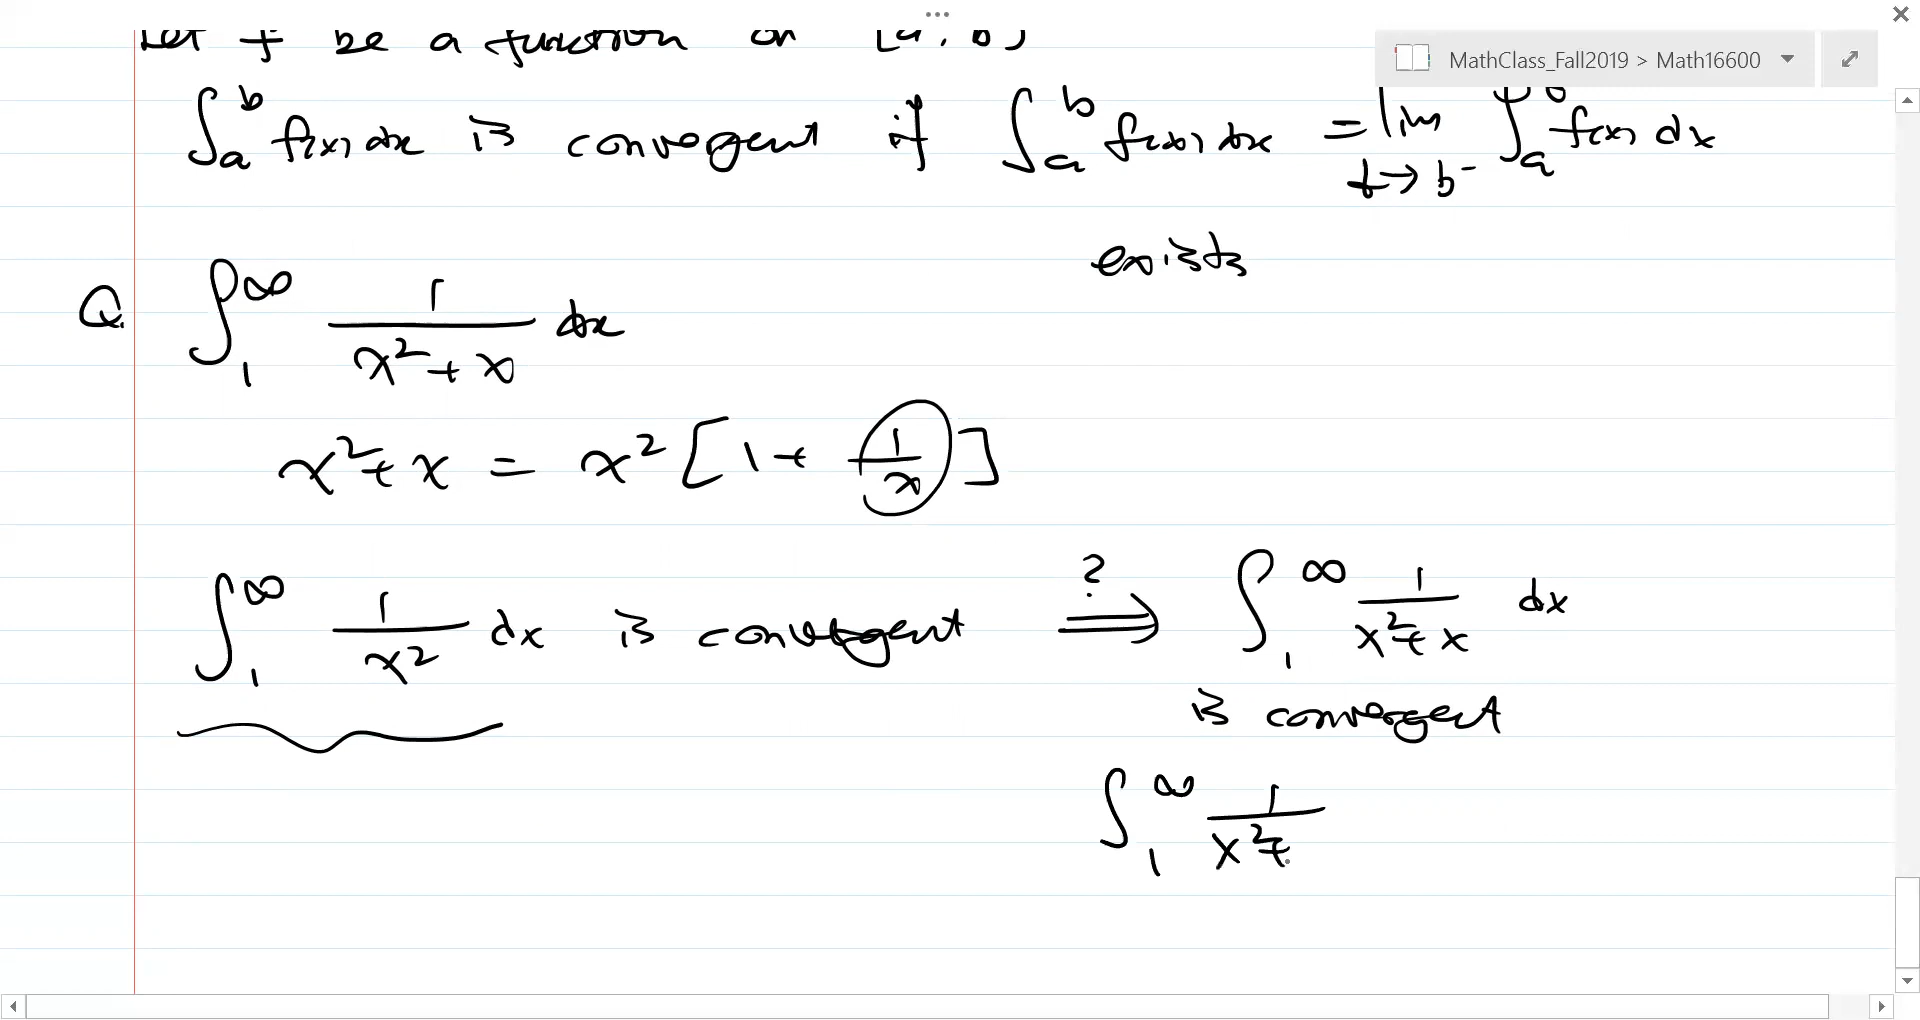 Let f be a function on [a, b)
MathClass_Fall2019 > Math16600
∫_a^b f(x) dx is convergent if ∫_a^b f(x) dx = lim_{t→b⁻} ∫_a^b f(x) dx
exists
Q. ∫_1^∞ 1/(x²+x) dx
x²+x = x² [1 + 1/x]
∫_1^∞ 1/x² dx is convergent ?⟹ ∫_1^∞ 1/(x²+x) dx
is convergent
∫_1^∞ 1/(x²+